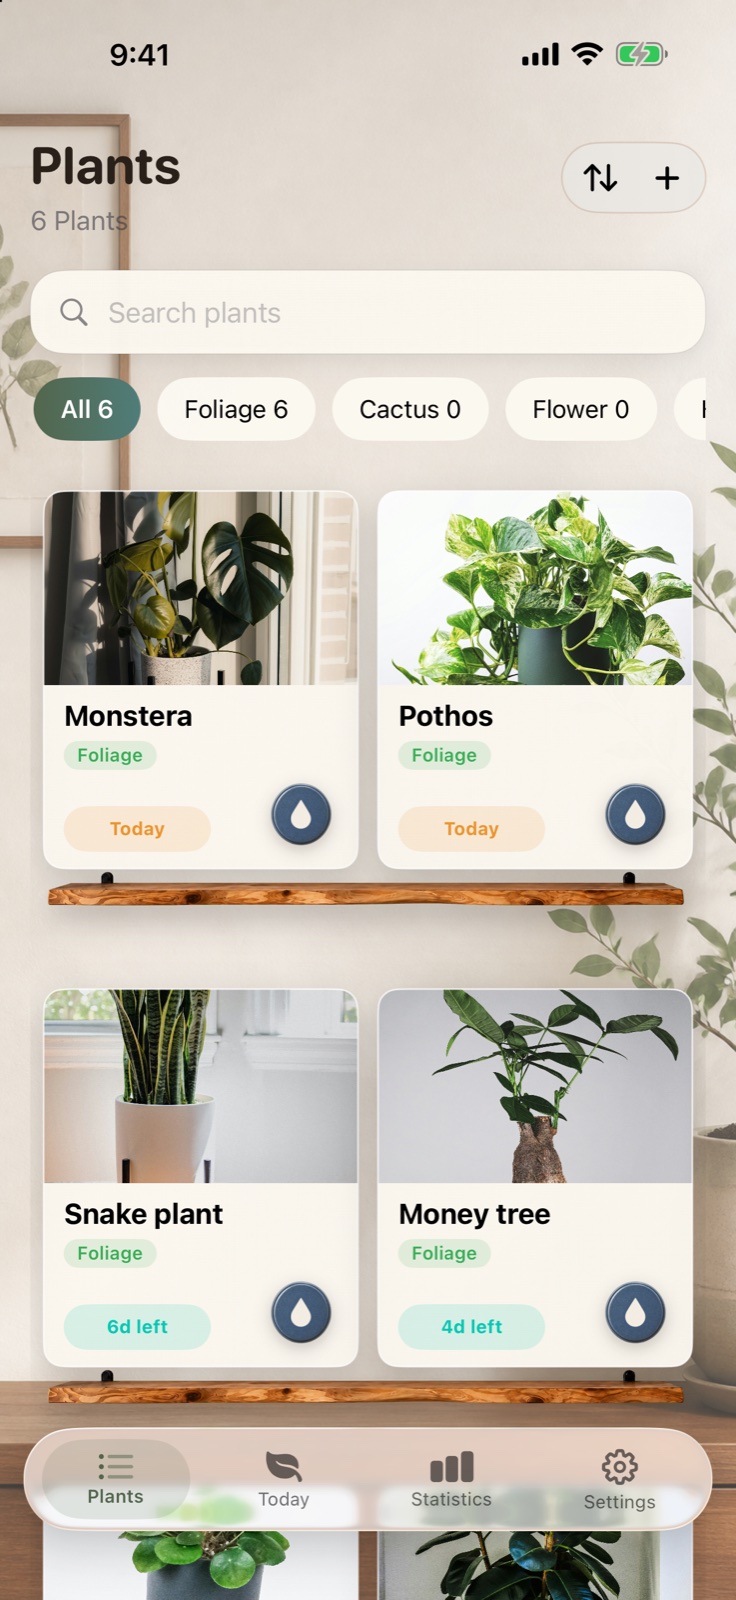 9:41
Plants
6 Plants
Search plants
All 6
Foliage 6
Cactus 0
Flower 0
Monstera
Foliage
Today
Pothos
Foliage
Today
Snake plant
Foliage
6d left
Money tree
Foliage
4d left
Plants
Today
Statistics
Settings